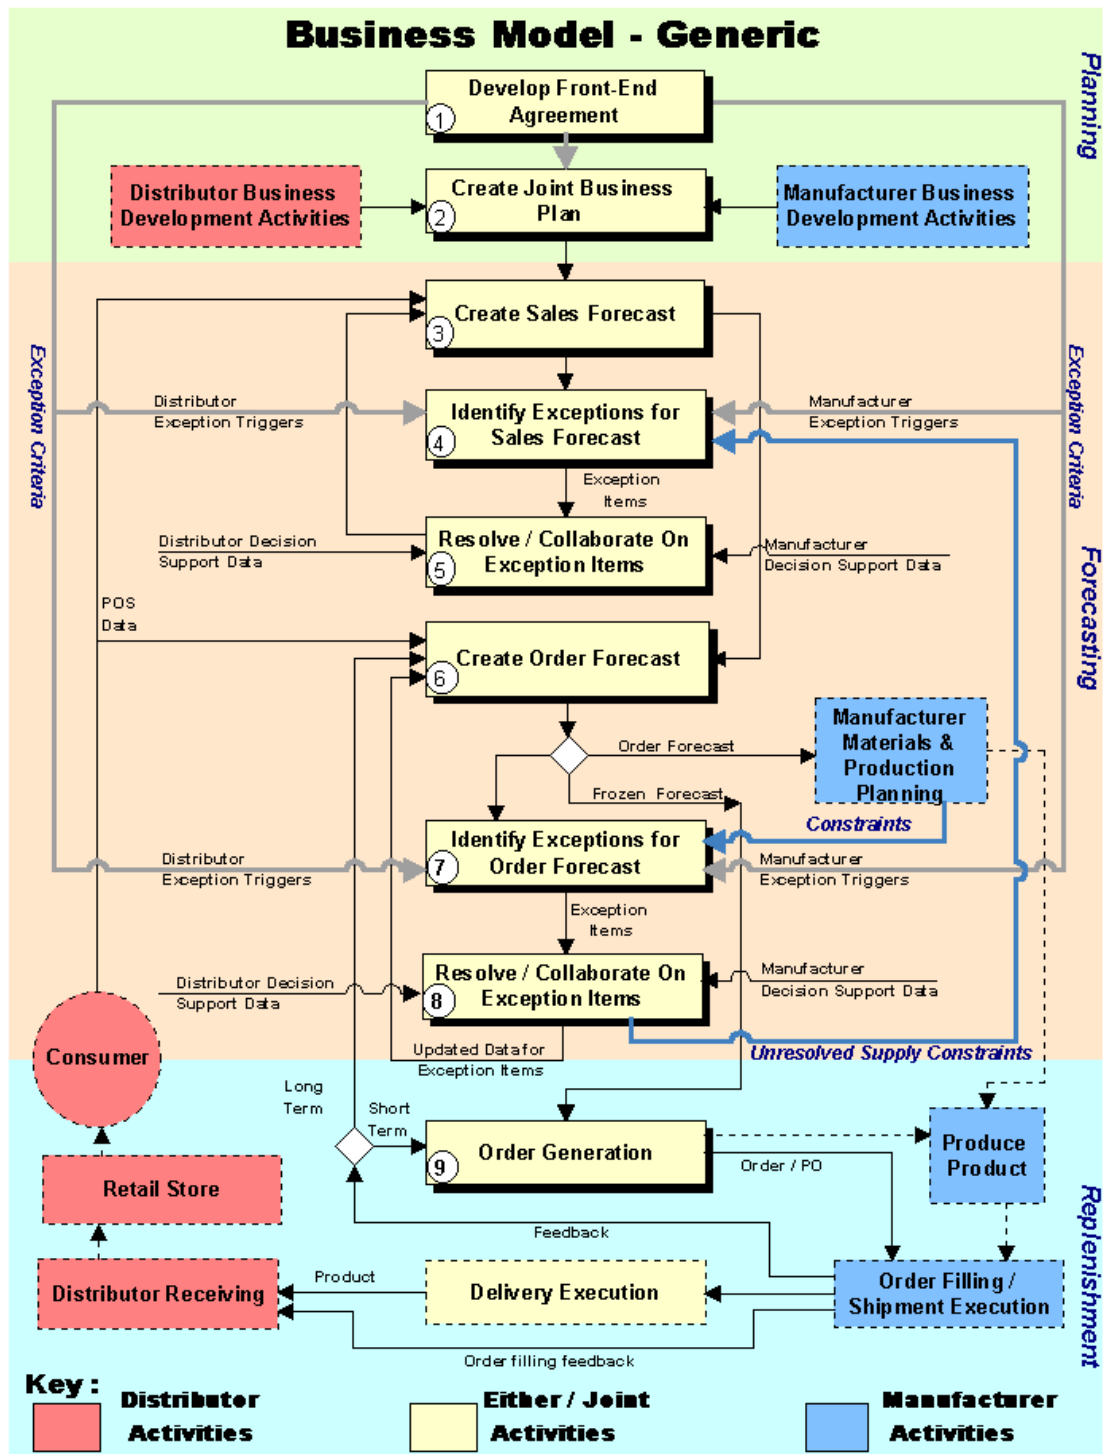 Business Model - Generic
Planning
Develop Front-End
Agreement
1
Distributor Business
Development Activities
Create Joint Business
Plan
2
Manufacturer Business
Development Activities
Create Sales Forecast
3
Exception Criteria
Exception Criteria
Distributor
Exception Triggers
Identify Exceptions for
Sales Forecast
4
Manufacturer
Exception Triggers
Exception
Items
Distributor Decision
Support Data
Resolve / Collaborate On
Exception Items
5
Manufacturer
Decision Support Data
Forecasting
POS
Data
Create Order Forecast
6
Order Forecast
Manufacturer
Materials &
Production
Planning
Frozen Forecast
Constraints
Distributor
Exception Triggers
Identify Exceptions for
Order Forecast
7
Manufacturer
Exception Triggers
Exception
Items
Distributor Decision
Support Data
Resolve / Collaborate On
Exception Items
8
Manufacturer
Decision Support Data
Consumer
Updated Data for
Exception Items
Unresolved Supply Constraints
Long
Term
Short
Term
Order Generation
9
Order / PO
Produce
Product
Retail Store
Feedback
Replenishment
Distributor Receiving
Product
Delivery Execution
Order Filling /
Shipment Execution
Order filling feedback
Key :
Distributor
Activities
Either / Joint
Activities
Manufacturer
Activities